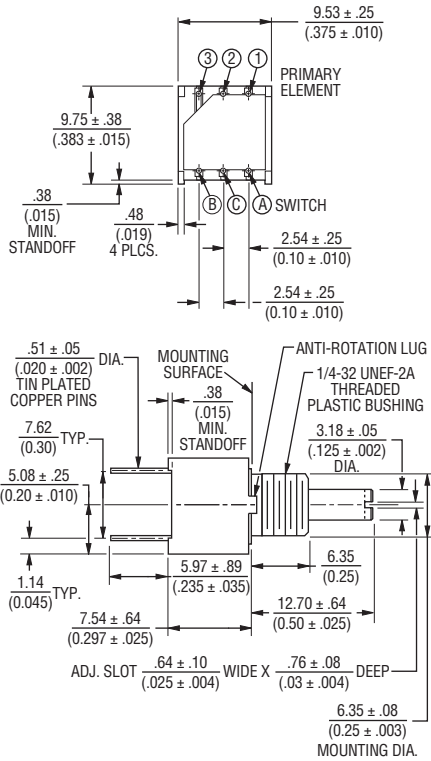 9.53 ± .25
(.375 ± .010)
3
2
1
PRIMARY
ELEMENT
9.75 ± .38
(.383 ± .015)
.38
(.015)
MIN.
STANDOFF
.48
(.019)
4 PLCS.
B
C
A
SWITCH
2.54 ± .25
(0.10 ± .010)
2.54 ± .25
(0.10 ± .010)
.51 ± .05
(.020 ± .002)
DIA.
TIN PLATED
COPPER PINS
MOUNTING
SURFACE
ANTI-ROTATION LUG
1/4-32 UNEF-2A
THREADED
PLASTIC BUSHING
.38
(.015)
MIN.
STANDOFF
7.62
(0.30)
TYP.
3.18 ± .05
(.125 ± .002)
DIA.
5.08 ± .25
(0.20 ± .010)
1.14
(0.045)
TYP.
5.97 ± .89
(.235 ± .035)
6.35
(0.25)
7.54 ± .64
(0.297 ± .025)
12.70 ± .64
(0.50 ± .025)
ADJ. SLOT .64 ± .10 WIDE X .76 ± .08 DEEP
(.025 ± .004) (.03 ± .004)
6.35 ± .08
(0.25 ± .003)
MOUNTING DIA.